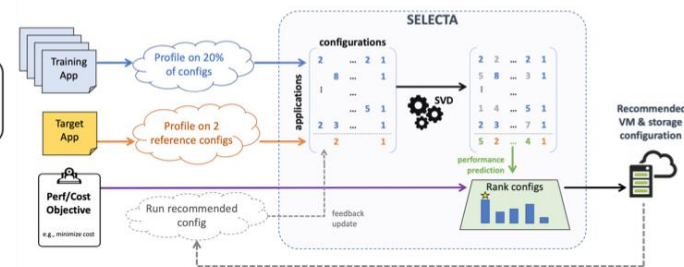 SELECTA
configurations
applications
Training
App
Profile on 20%
of configs
Target
App
Profile on 2
reference configs
Perf/Cost
Objective
e.g., minimize cost
Run recommended
config
feedback
update
2 ... 2 1
8 ... 1
⁞
... 5 1
2 3 ... 1
2 1
SVD
2 2 ... 2 1
5 8 ... 3 1
⁞
1 4 ... 5 1
2 3 ... 7 1
5 2 ... 4 1
performance
prediction
Rank configs
Recommended
VM & storage
configuration